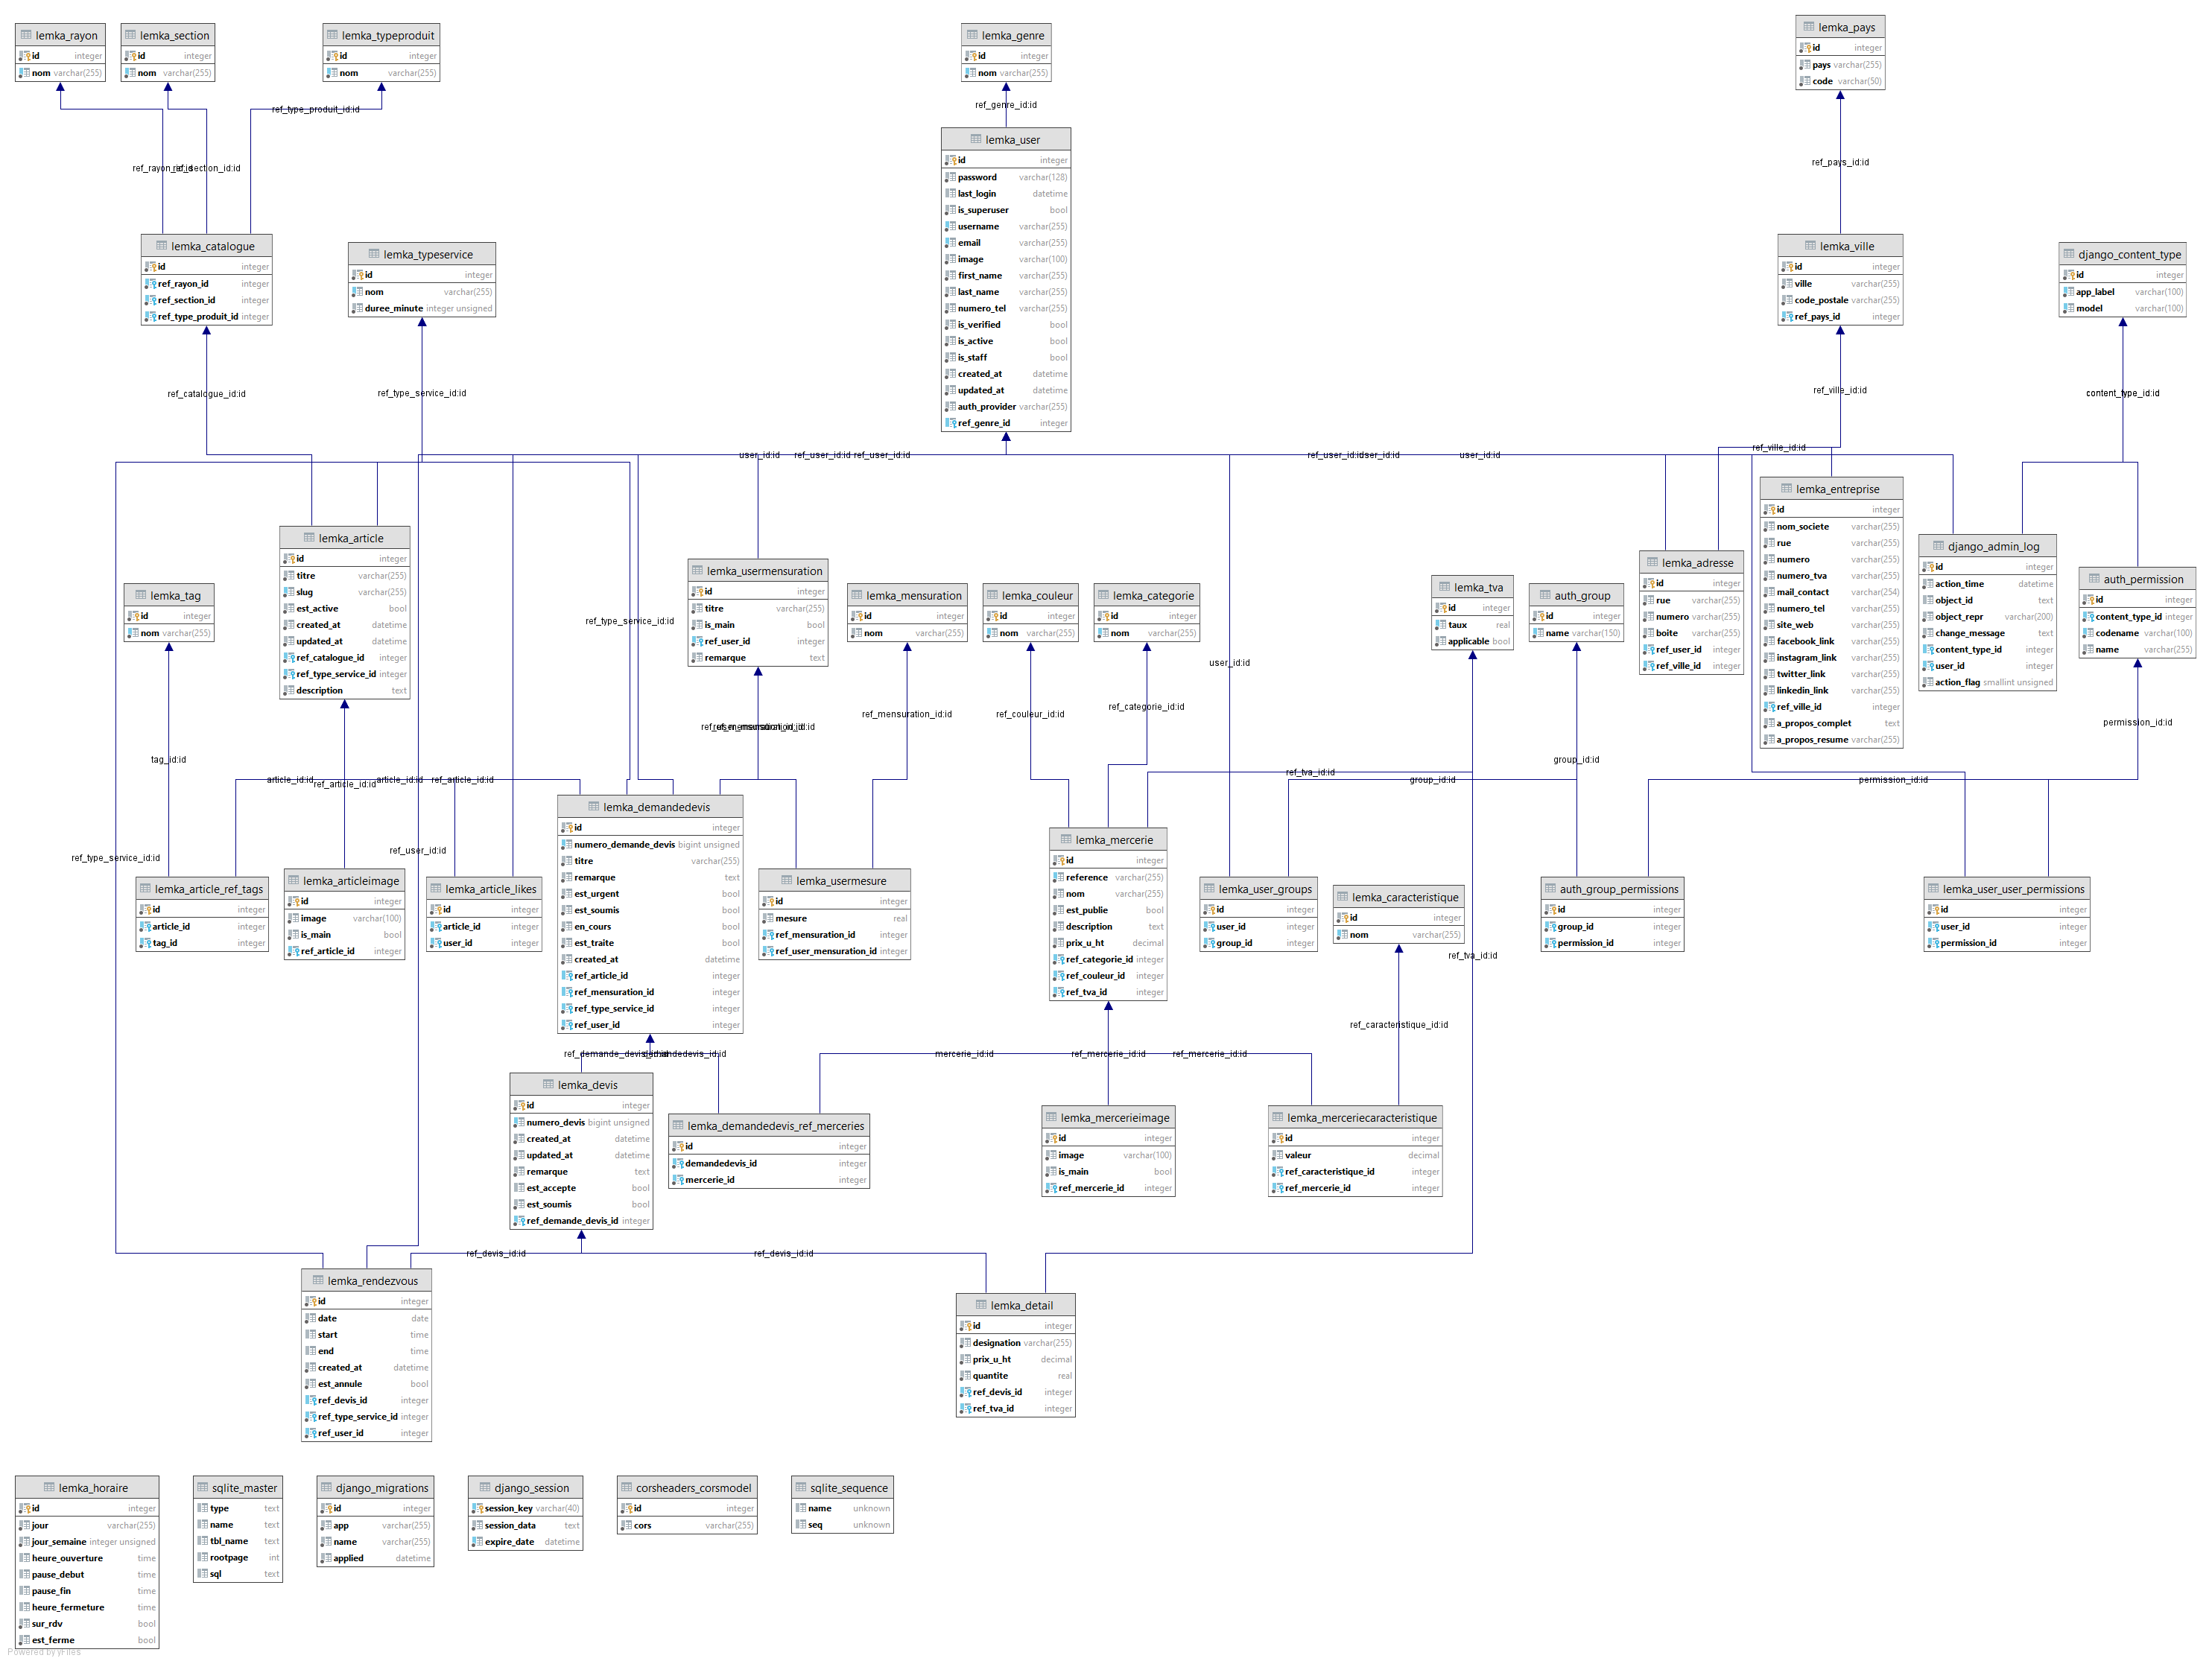 lemka_rayon
id integer
nom varchar(255)
lemka_section
id integer
nom varchar(255)
lemka_typeproduit
id integer
nom varchar(255)
lemka_genre
id integer
nom varchar(255)
lemka_pays
id integer
pays varchar(255)
code varchar(50)
ref_type_produit_id:id
ref_genre_id:id
ref_section_id:id
ref_pays_id:id
lemka_user
id integer
password varchar(128)
last_login datetime
is_superuser bool
username varchar(255)
email varchar(255)
image varchar(100)
first_name varchar(255)
last_name varchar(255)
numero_tel varchar(255)
is_verified bool
is_active bool
is_staff bool
created_at datetime
updated_at datetime
auth_provider varchar(255)
ref_genre_id integer
lemka_catalogue
id integer
ref_rayon_id integer
ref_section_id integer
ref_type_produit_id integer
lemka_typeservice
id integer
nom varchar(255)
duree_minute integer unsigned
lemka_ville
id integer
ville varchar(255)
code_postale varchar(255)
ref_pays_id integer
django_content_type
id integer
app_label varchar(100)
model varchar(100)
ref_catalogue_id:id
ref_type_service_id:id
ref_ville_id:id
content_type_id:id
user_id:id
ref_user_id:id
ref_user_id:id
ref_user_id:id
user_id:id
user_id:id
ref_ville_id:id
lemka_article
id integer
titre varchar(255)
slug varchar(255)
est_active bool
created_at datetime
updated_at datetime
ref_catalogue_id integer
ref_type_service_id integer
description text
lemka_tag
id integer
nom varchar(255)
ref_type_service_id:id
lemka_usermensuration
id integer
titre varchar(255)
is_main bool
ref_user_id integer
remarque text
lemka_mensuration
id integer
nom varchar(255)
lemka_couleur
id integer
nom varchar(255)
lemka_categorie
id integer
nom varchar(255)
user_id:id
lemka_tva
id integer
taux real
applicable bool
auth_group
id integer
name varchar(150)
lemka_adresse
id integer
rue varchar(255)
numero varchar(255)
boite varchar(255)
ref_user_id integer
ref_ville_id integer
lemka_entreprise
id integer
nom_societe varchar(255)
rue varchar(255)
numero varchar(255)
numero_tva varchar(255)
mail_contact varchar(254)
numero_tel varchar(255)
site_web varchar(255)
facebook_link varchar(255)
instagram_link varchar(255)
twitter_link varchar(255)
linkedin_link varchar(255)
ref_ville_id integer
a_propos_complet text
a_propos_resume varchar(255)
django_admin_log
id integer
action_time datetime
object_id text
object_repr varchar(200)
change_message text
content_type_id integer
user_id integer
action_flag smallint unsigned
auth_permission
id integer
content_type_id integer
codename varchar(100)
name varchar(255)
ref_mensuration_id:id
ref_couleur_id:id
ref_categorie_id:id
permission_id:id
tag_id:id
article_id:id
ref_article_id:id
article_id:id
ref_article_id:id
ref_tva_id:id
group_id:id
group_id:id
permission_id:id
ref_type_service_id:id
ref_user_id:id
lemka_demandedevis
id integer
numero_demande_devis bigint unsigned
titre varchar(255)
remarque text
est_urgent bool
est_soumis bool
en_cours bool
est_traite bool
created_at datetime
ref_article_id integer
ref_mensuration_id integer
ref_type_service_id integer
ref_user_id integer
lemka_article_ref_tags
id integer
article_id integer
tag_id integer
lemka_articleimage
id integer
image varchar(100)
is_main bool
ref_article_id integer
lemka_article_likes
id integer
article_id integer
user_id integer
lemka_usermesure
id integer
mesure real
ref_mensuration_id integer
ref_user_mensuration_id integer
lemka_mercerie
id integer
reference varchar(255)
nom varchar(255)
est_publie bool
description text
prix_u_ht decimal
ref_categorie_id integer
ref_couleur_id integer
ref_tva_id integer
lemka_user_groups
id integer
user_id integer
group_id integer
lemka_caracteristique
id integer
nom varchar(255)
auth_group_permissions
id integer
group_id integer
permission_id integer
lemka_user_user_permissions
id integer
user_id integer
permission_id integer
ref_tva_id:id
ref_caracteristique_id:id
mercerie_id:id
ref_mercerie_id:id
ref_mercerie_id:id
lemka_devis
id integer
numero_devis bigint unsigned
created_at datetime
updated_at datetime
remarque text
est_accepte bool
est_soumis bool
ref_demande_devis_id integer
lemka_demandedevis_ref_merceries
id integer
demandedevis_id integer
mercerie_id integer
lemka_mercerieimage
id integer
image varchar(100)
is_main bool
ref_mercerie_id integer
lemka_merceriecaracteristique
id integer
valeur decimal
ref_caracteristique_id integer
ref_mercerie_id integer
ref_devis_id:id
ref_devis_id:id
lemka_rendezvous
id integer
date date
start time
end time
created_at datetime
est_annule bool
ref_devis_id integer
ref_type_service_id integer
ref_user_id integer
lemka_detail
id integer
designation varchar(255)
prix_u_ht decimal
quantite real
ref_devis_id integer
ref_tva_id integer
lemka_horaire
id integer
jour varchar(255)
jour_semaine integer unsigned
heure_ouverture time
pause_debut time
pause_fin time
heure_fermeture time
sur_rdv bool
est_ferme bool
sqlite_master
type text
name text
tbl_name text
rootpage int
sql text
django_migrations
id integer
app varchar(255)
name varchar(255)
applied datetime
django_session
session_key varchar(40)
session_data text
expire_date datetime
corsheaders_corsmodel
id integer
cors varchar(255)
sqlite_sequence
name unknown
seq unknown
Powered by yFiles